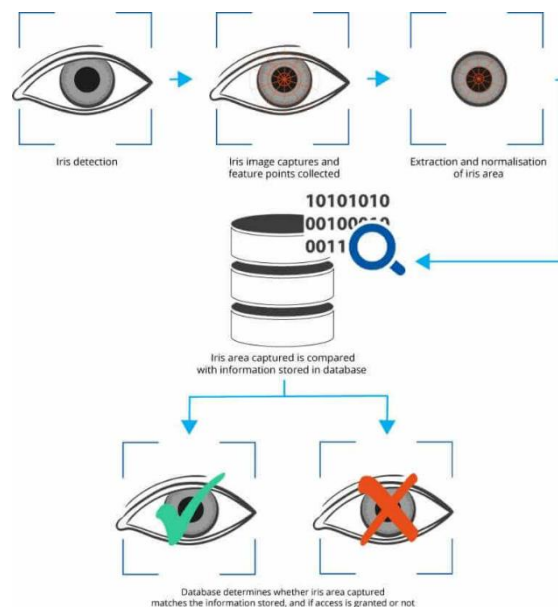 Iris detection
Iris image captures and
feature points collected
Extraction and normalisation
of iris area
10101010
00100010
0011
Iris area captured is compared
with information stored in database
Database determines whether iris area captured
matches the information stored, and if access is granted or not